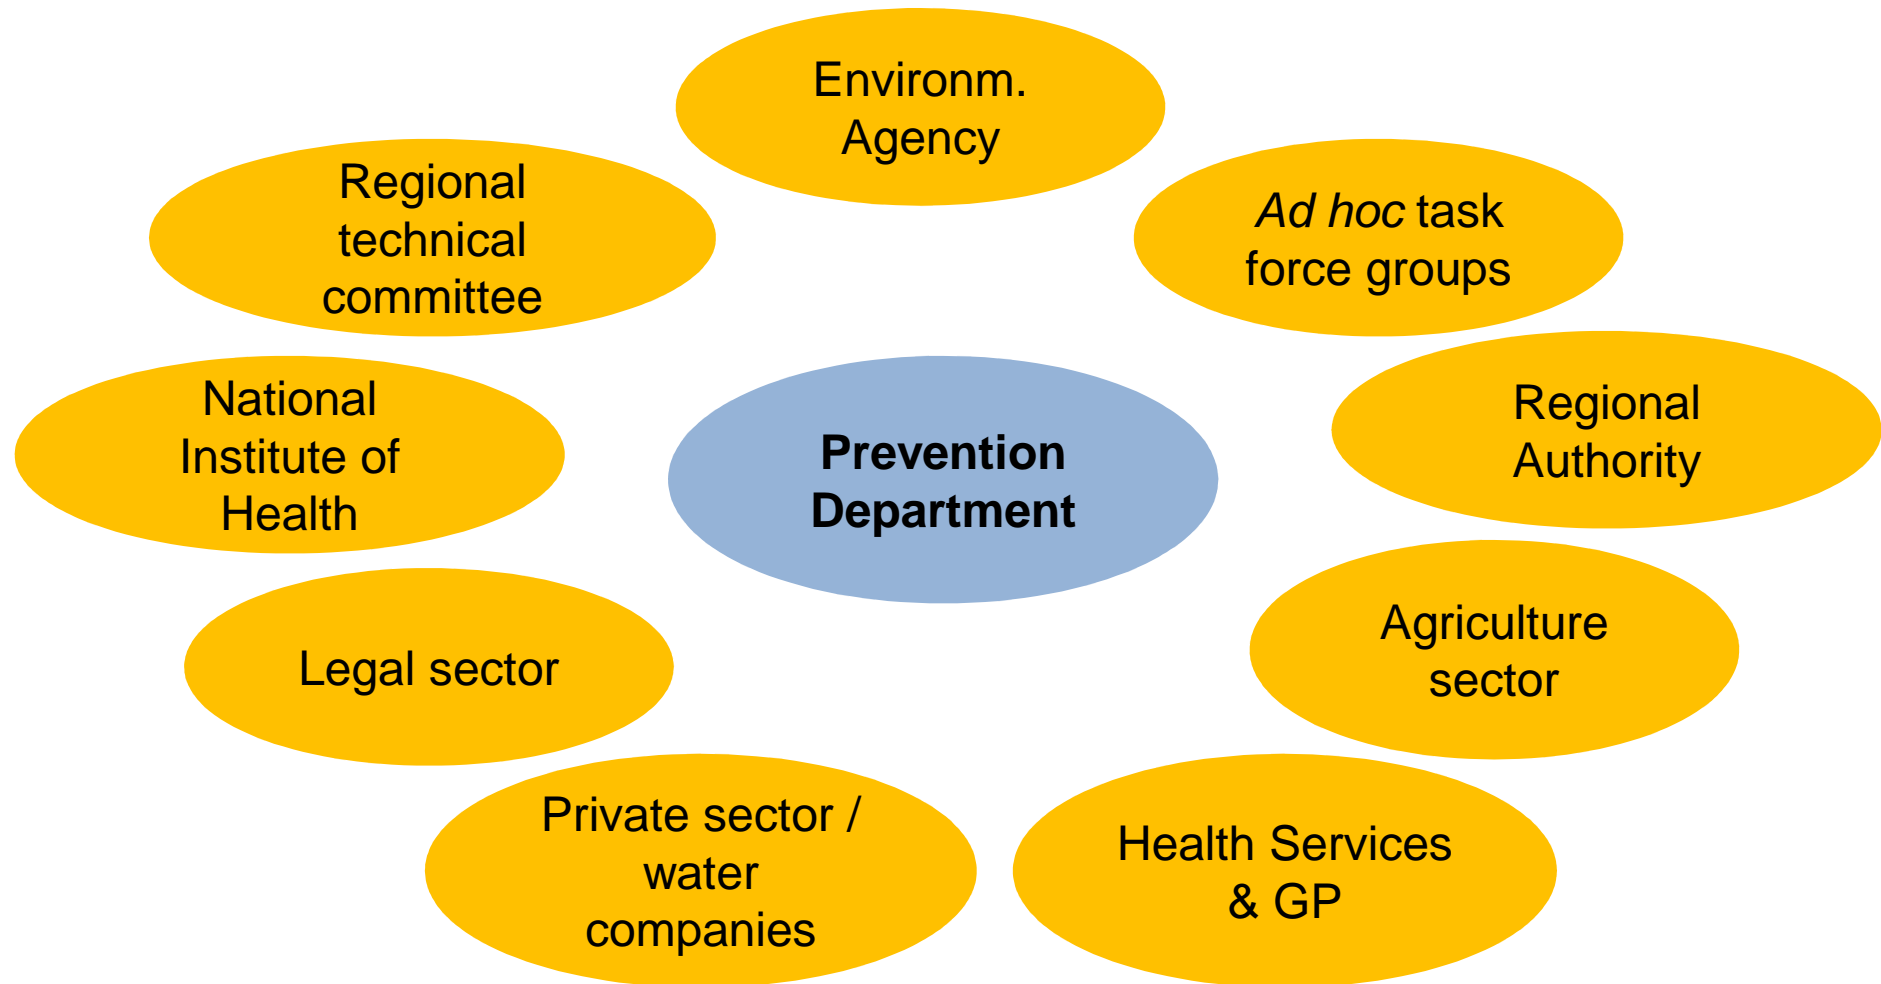 Environm.
Agency
Regional
technical
committee
Ad hoc task
force groups
National
Institute of
Health
Prevention
Department
Regional
Authority
Legal sector
Agriculture
sector
Private sector /
water
companies
Health Services
& GP